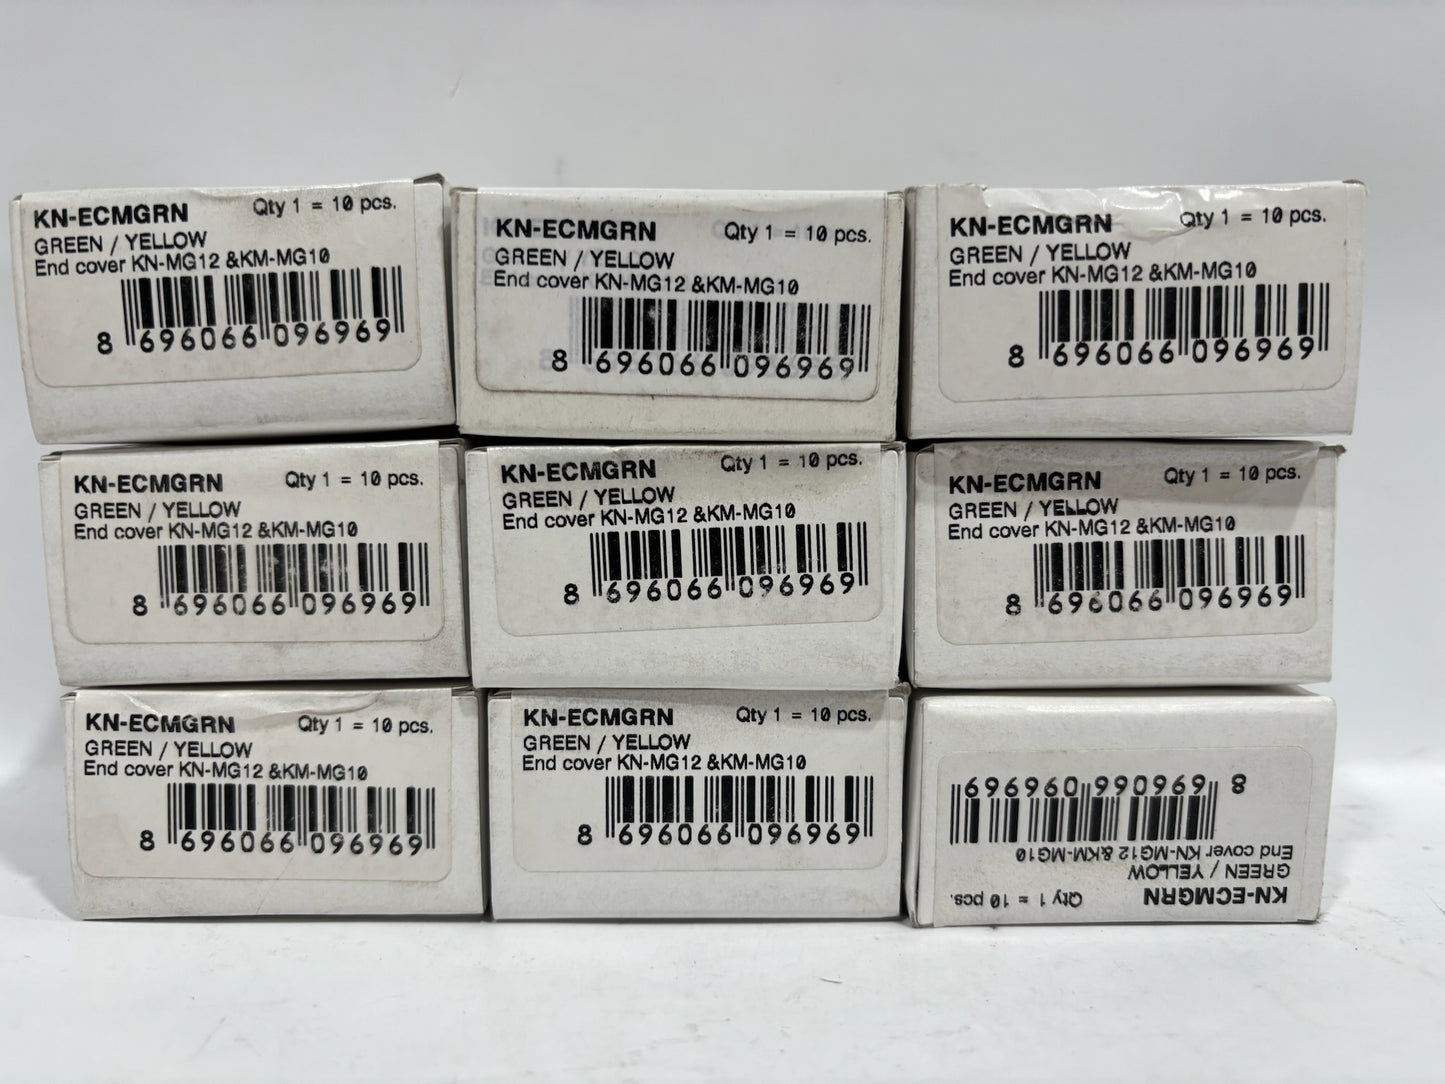 KN-ECMGRN Qty 1 = 10 pcs.
GREEN / YELLOW
End cover KN-MG12 &KM-MG10
8 696066 096969
KN-ECMGRN Qty 1 = 10 pcs.
GREEN / YELLOW
End cover KN-MG12 &KM-MG10
8 696066 096969
KN-ECMGRN Qty 1 = 10 pcs.
GREEN / YELLOW
End cover KN-MG12 &KM-MG10
8 696066 096969
KN-ECMGRN Qty 1 = 10 pcs.
GREEN / YELLOW
End cover KN-MG12 &KM-MG10
8 696066 096969
KN-ECMGRN Qty 1 = 10 pcs.
GREEN / YELLOW
End cover KN-MG12 &KM-MG10
8 696066 096969
KN-ECMGRN Qty 1 = 10 pcs.
GREEN / YELLOW
End cover KN-MG12 &KM-MG10
8 696066 096969
KN-ECMGRN Qty 1 = 10 pcs.
GREEN / YELLOW
End cover KN-MG12 &KM-MG10
8 696066 096969
KN-ECMGRN Qty 1 = 10 pcs.
GREEN / YELLOW
End cover KN-MG12 &KM-MG10
8 696066 096969
KN-ECMGRN Qty 1 = 10 pcs.
GREEN / YELLOW
End cover KN-MG12 &KM-MG10
8 696066 096969